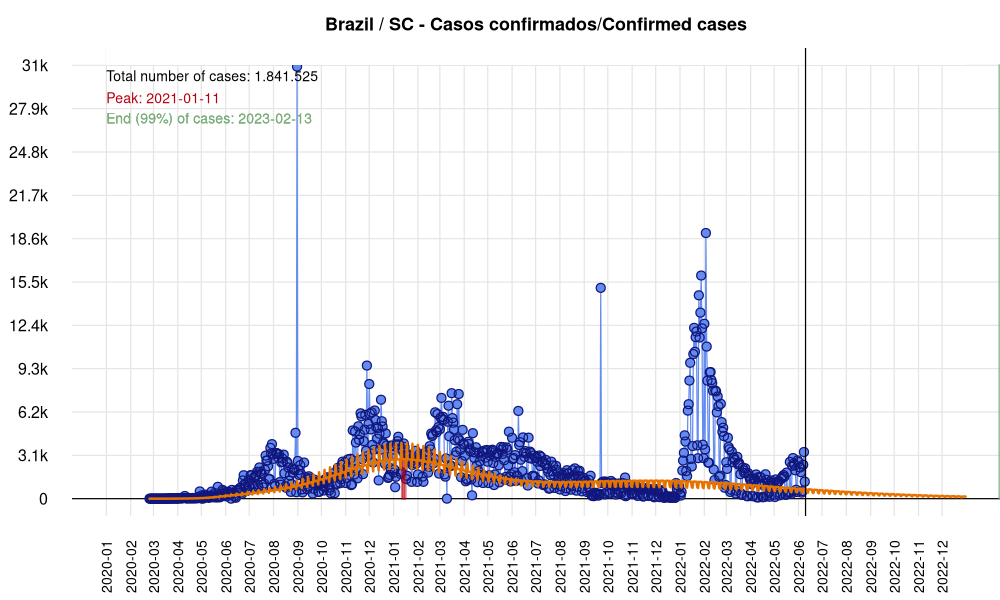 Brazil / SC - Casos confirmados/Confirmed cases
Total number of cases: 1.841.525
Peak: 2021-01-11
End (99%) of cases: 2023-02-13
31k
27.9k
24.8k
21.7k
18.6k
15.5k
12.4k
9.3k
6.2k
3.1k
0
2020-01
2020-02
2020-03
2020-04
2020-05
2020-06
2020-07
2020-08
2020-09
2020-10
2020-11
2020-12
2021-01
2021-02
2021-03
2021-04
2021-05
2021-06
2021-07
2021-08
2021-09
2021-10
2021-11
2021-12
2022-01
2022-02
2022-03
2022-04
2022-05
2022-06
2022-07
2022-08
2022-09
2022-10
2022-11
2022-12